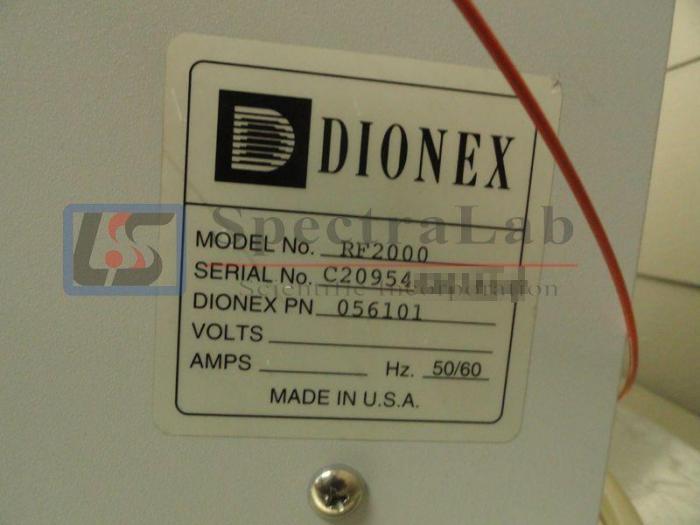 DIONEX
MODEL No. RF2000
SpectraLab
SERIAL No. C20954
Scientific Incorporation
DIONEX PN 056101
VOLTS
AMPS Hz. 50/60
MADE IN U.S.A.